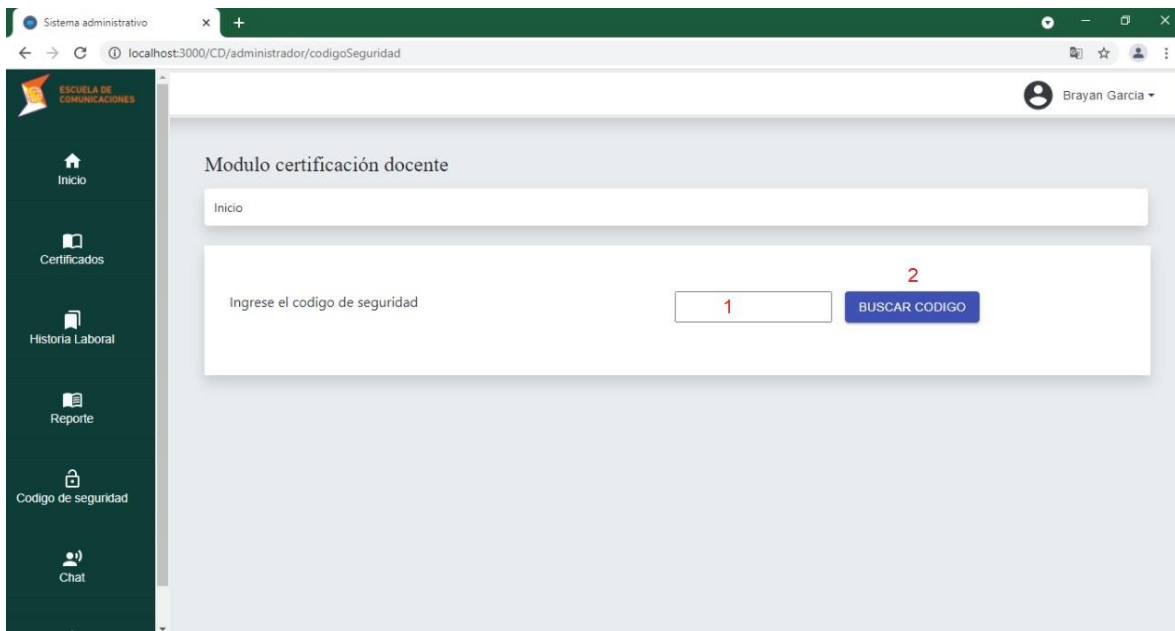 Sistema administrativo
localhost:3000/CD/administrador/codigoSeguridad
ESCUELA DE
COMUNICACIONES
Brayan Garcia
Inicio
Certificados
Historia Laboral
Reporte
Codigo de seguridad
Chat
Modulo certificación docente
Inicio
2
Ingrese el codigo de seguridad
1
BUSCAR CODIGO